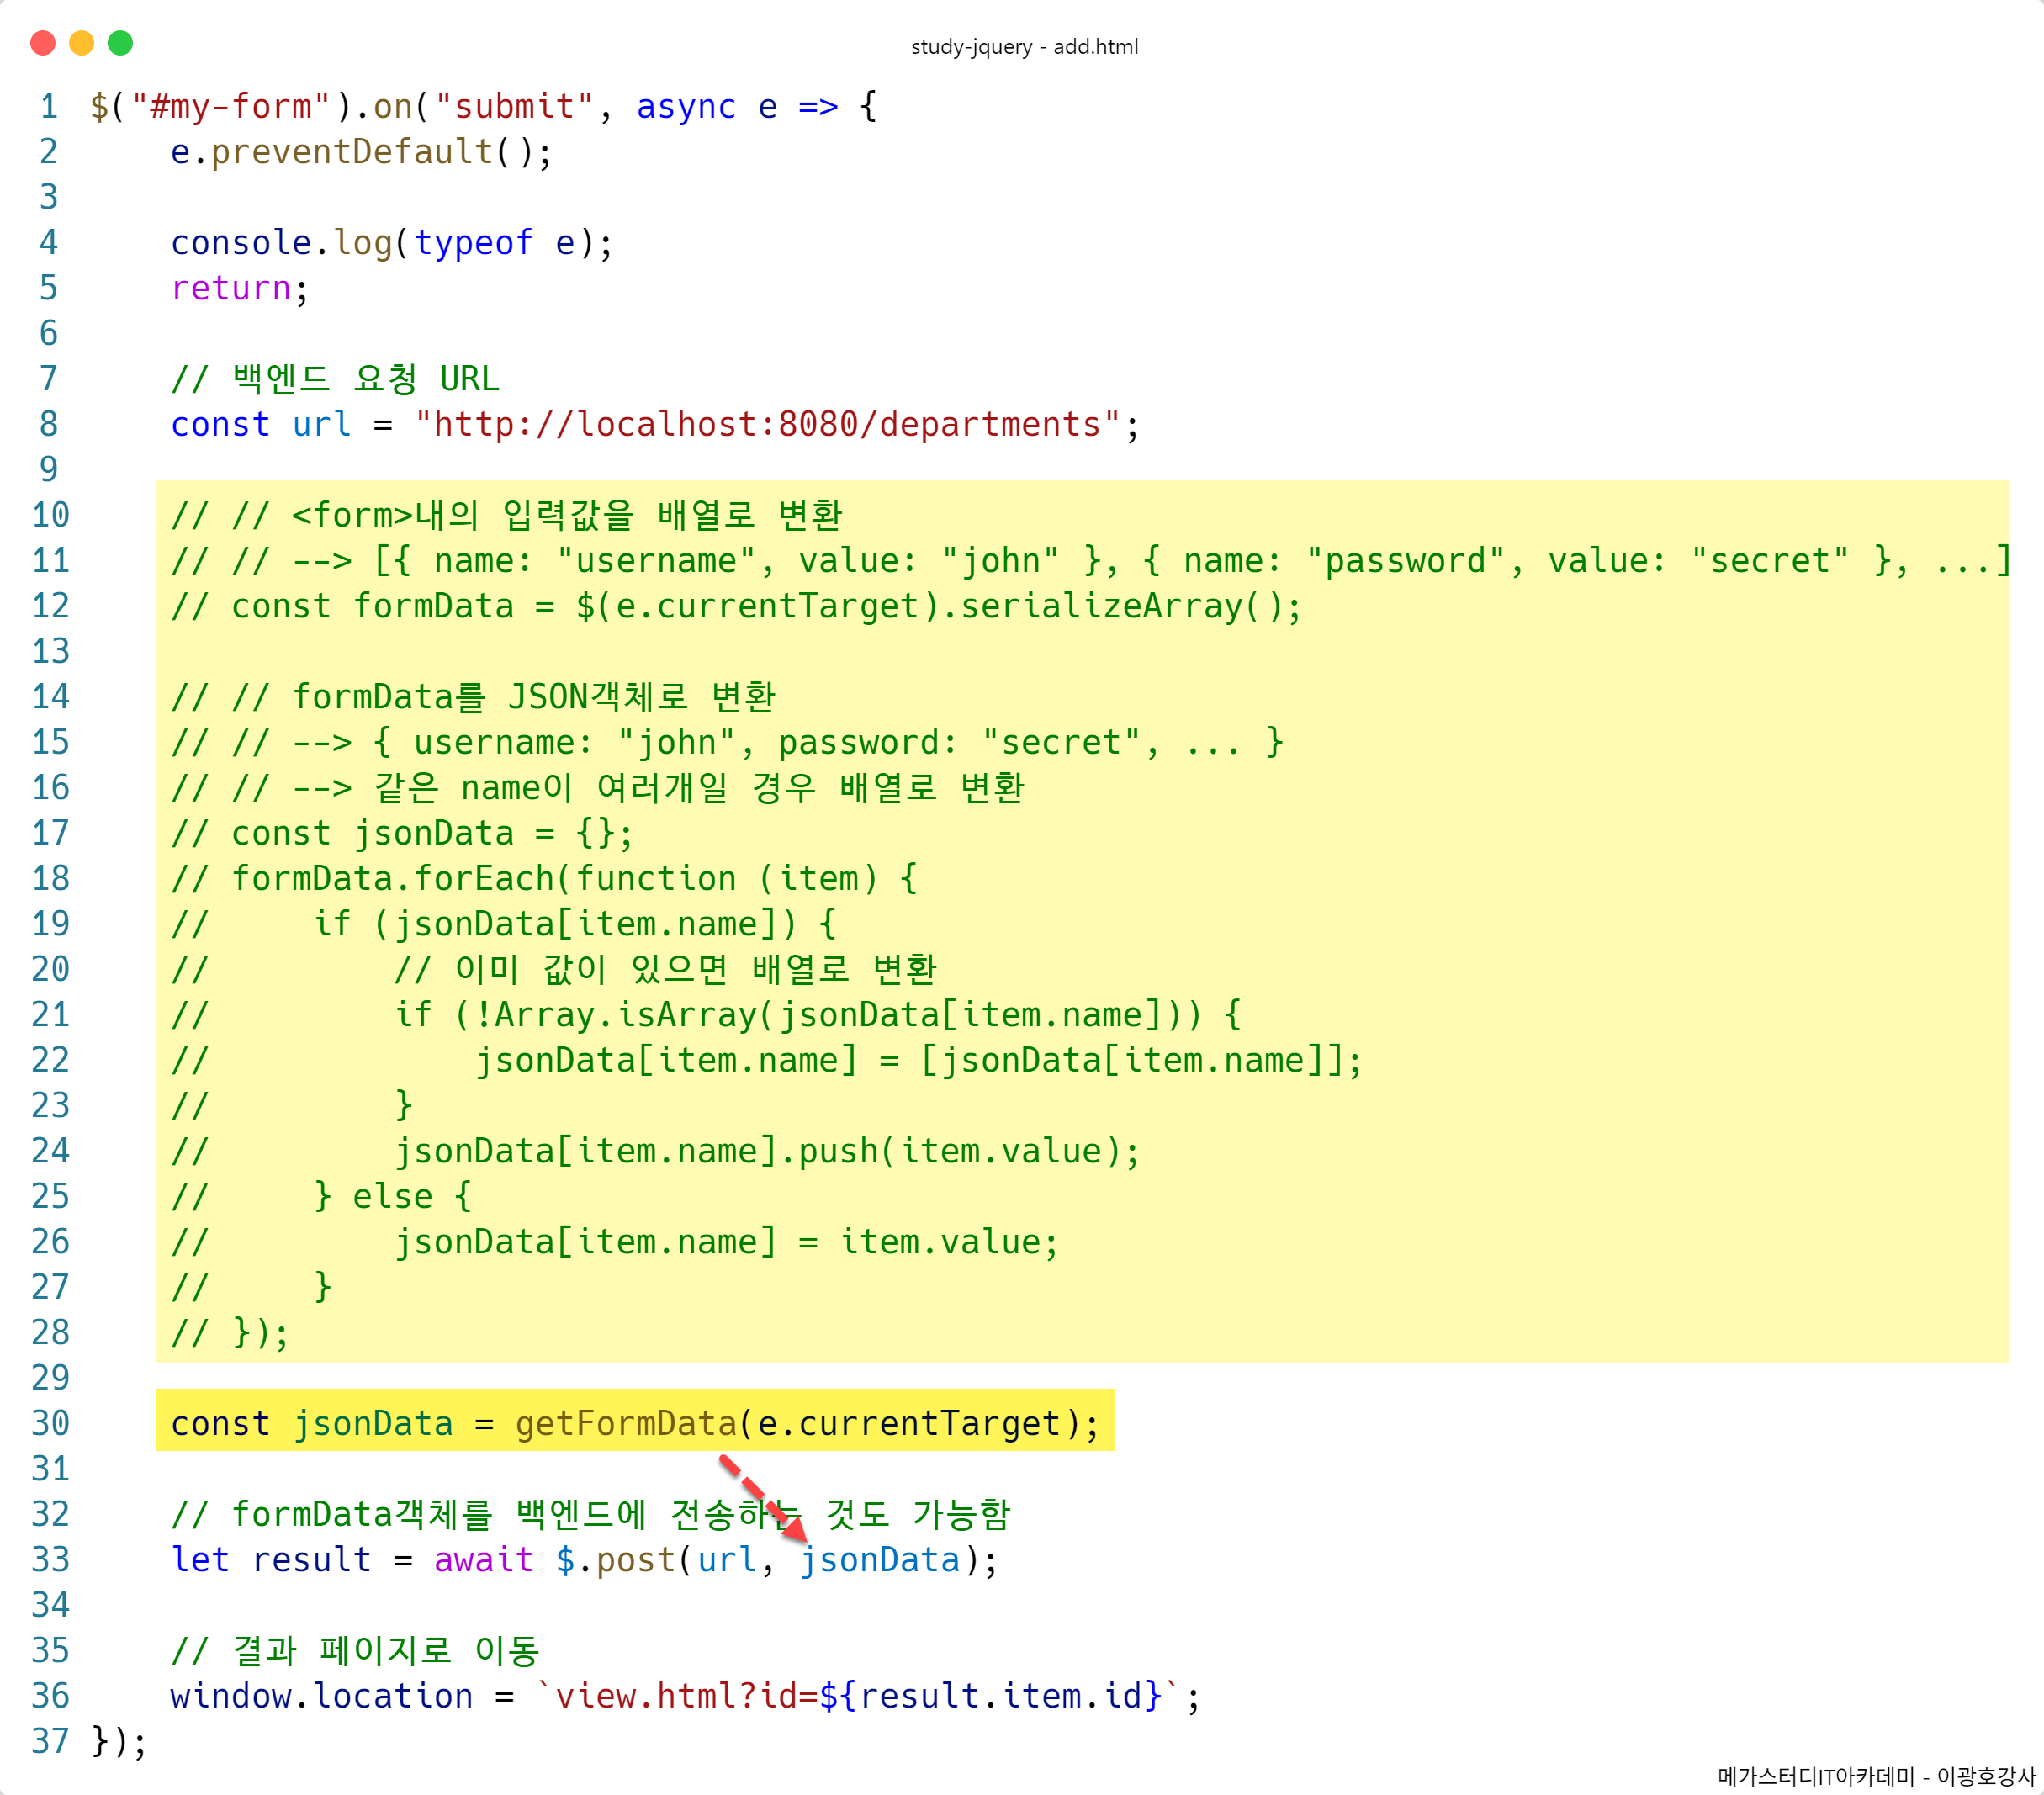 study-jquery - add.html
1 $("#my-form").on("submit", async e => {
2     e.preventDefault();
3
4     console.log(typeof e);
5     return;
6
7     // 백엔드 요청 URL
8     const url = "http://localhost:8080/departments";
9
10     // // <form>내의 입력값을 배열로 변환
11     // // --> [{ name: "username", value: "john" }, { name: "password", value: "secret" }, ...]
12     // const formData = $(e.currentTarget).serializeArray();
13
14     // // formData를 JSON객체로 변환
15     // // --> { username: "john", password: "secret", ... }
16     // // --> 같은 name이 여러개일 경우 배열로 변환
17     // const jsonData = {};
18     // formData.forEach(function (item) {
19     //     if (jsonData[item.name]) {
20     //         // 이미 값이 있으면 배열로 변환
21     //         if (!Array.isArray(jsonData[item.name])) {
22     //             jsonData[item.name] = [jsonData[item.name]];
23     //         }
24     //         jsonData[item.name].push(item.value);
25     //     } else {
26     //         jsonData[item.name] = item.value;
27     //     }
28     // });
29
30     const jsonData = getFormData(e.currentTarget);
31
32     // formData객체를 백엔드에 전송하는 것도 가능함
33     let result = await $.post(url, jsonData);
34
35     // 결과 페이지로 이동
36     window.location = `view.html?id=${result.item.id}`;
37 });
메가스터디IT아카데미 - 이광호강사